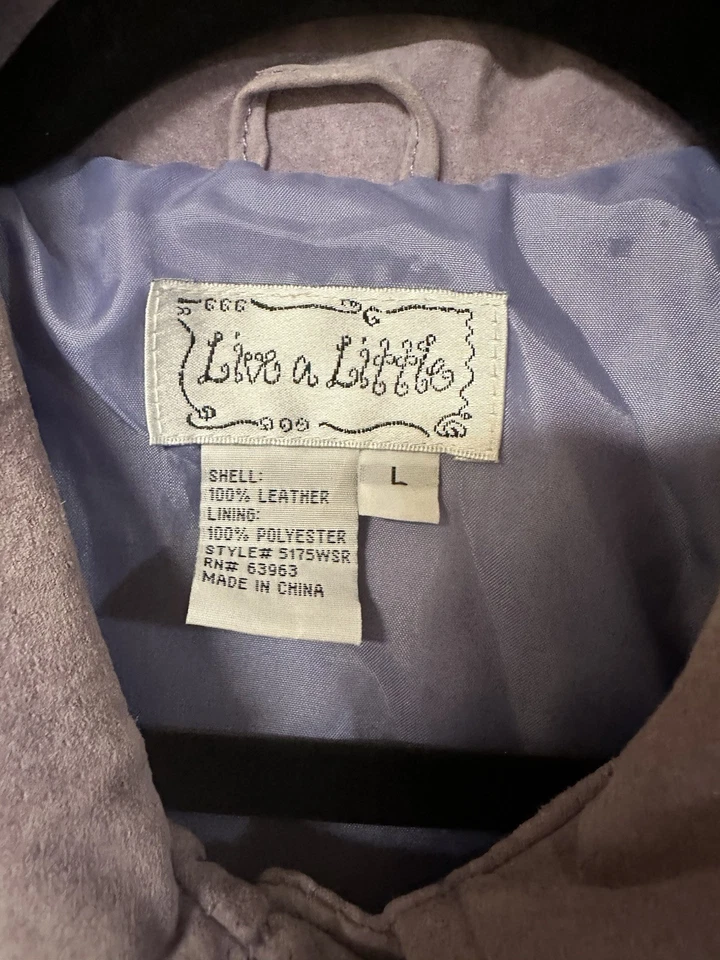 Live a Little
L
SHELL:
100% LEATHER
LINING:
100% POLYESTER
STYLE# 5175WSR
RN# 63963
MADE IN CHINA